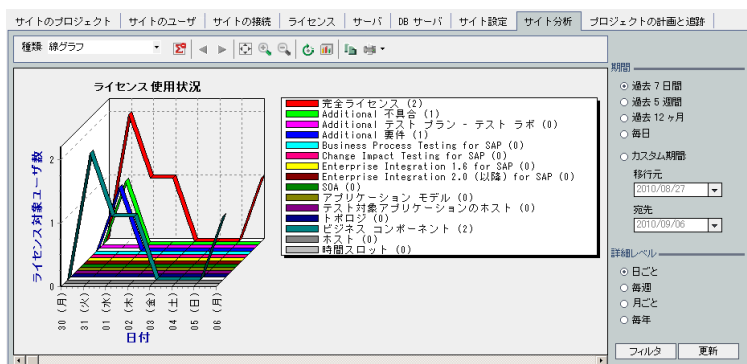 サイトのプロジェクト サイトのユーザ サイトの接続 ライセンス サーバ DB サーバ サイト設定 サイト分析 プロジェクトの計画と追跡
種類 線グラフ
ライセンス 使用状況
ライセンス対象ユーザ数
2
1
0
30 (月)
31 (火)
01 (水)
02 (木)
03 (金)
04 (土)
05 (日)
06 (月)
日付
完全ライセンス (2)
Additional 不具合 (1)
Additional テスト プラン - テスト ラボ (0)
Additional 要件 (1)
Business Process Testing for SAP (0)
Change Impact Testing for SAP (0)
Enterprise Integration 1.6 for SAP (0)
Enterprise Integration 2.0 (以降) for SAP (0)
SOA (0)
アプリケーション モデル (0)
テスト対象アプリケーションのホスト (0)
トポロジ (0)
ビジネス コンポーネント (2)
ホスト (0)
時間スロット (0)
期間
過去 7 日間
過去 5 週間
過去 12 ヶ月
毎日
カスタム期間
移行元
2010/08/27
宛先
2010/09/06
詳細レベル
日ごと
毎週
月ごと
毎年
フィルタ 更新